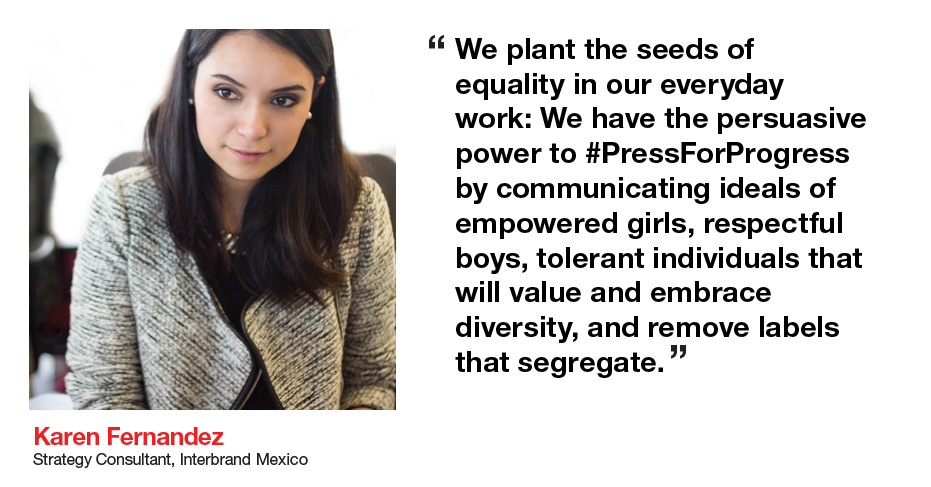 “ We plant the seeds of
equality in our everyday
work: We have the persuasive
power to #PressForProgress
by communicating ideals of
empowered girls, respectful
boys, tolerant individuals that
will value and embrace
diversity, and remove labels
that segregate. ”
Karen Fernandez
Strategy Consultant, Interbrand Mexico